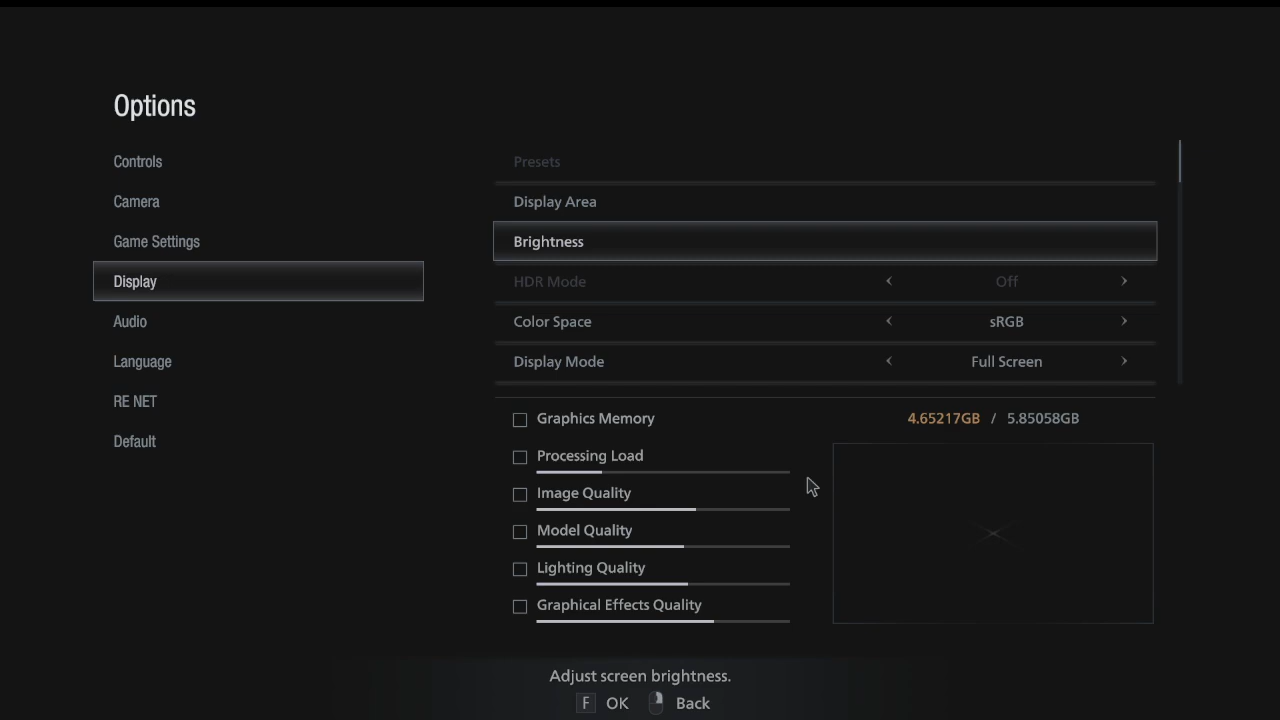 Options
Controls
Camera
Game Settings
Display
Audio
Language
RE NET
Default
Presets
Display Area
Brightness
HDR Mode < Off >
Color Space < sRGB >
Display Mode < Full Screen >
Graphics Memory 4.65217GB / 5.85058GB
Processing Load
Image Quality
Model Quality
Lighting Quality
Graphical Effects Quality
Adjust screen brightness.
F OK Back